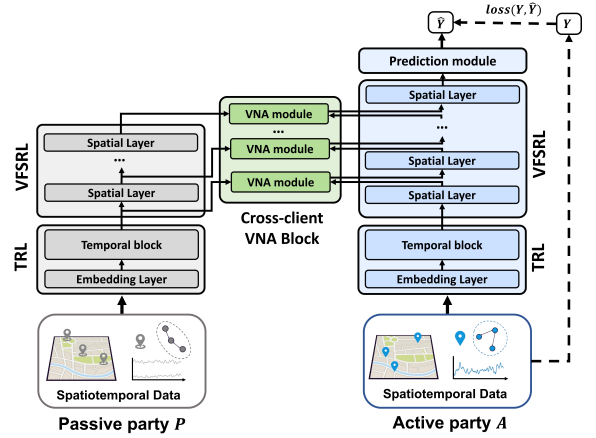 Ŷ
loss(Y,Ŷ)
Y
Prediction module
Spatial Layer
...
Spatial Layer
Spatial Layer
VFSRL
VNA module
...
VNA module
VNA module
Cross-client
VNA Block
VFSRL
Spatial Layer
...
Spatial Layer
TRL
Temporal block
Embedding Layer
Temporal block
Embedding Layer
TRL
Spatiotemporal Data
Passive party P
Spatiotemporal Data
Active party A